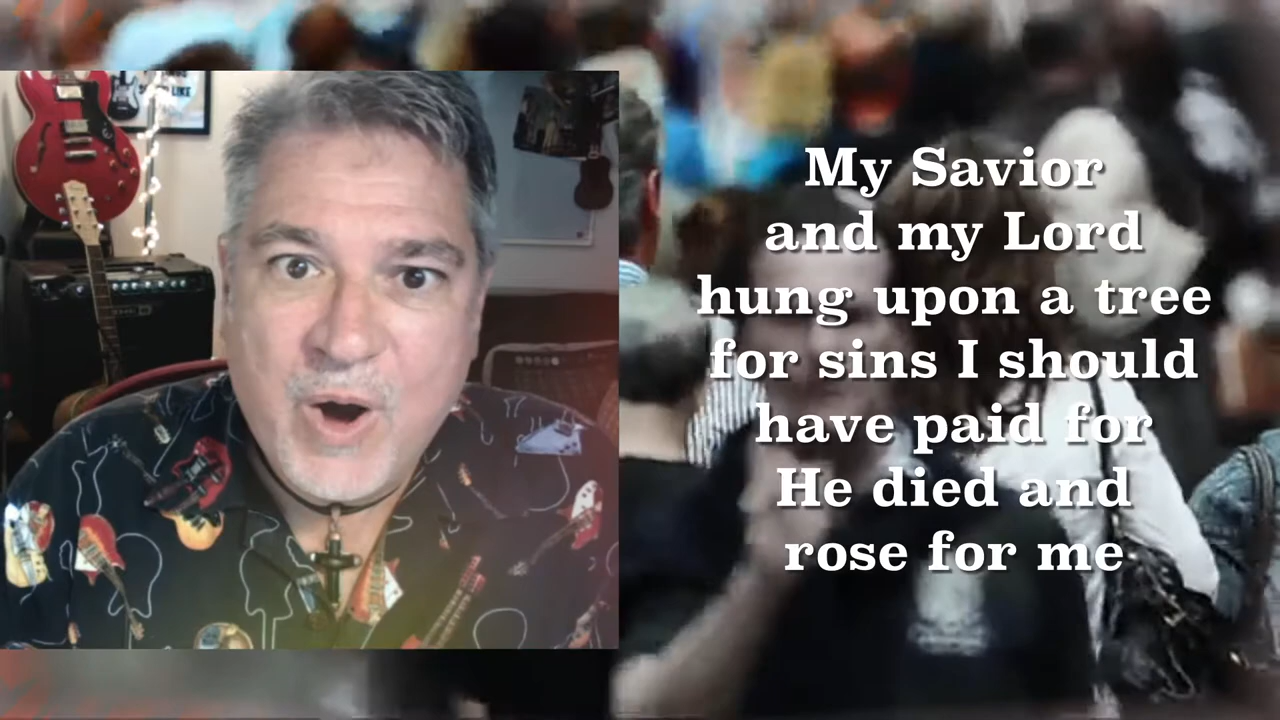 LIKE
My Savior
and my Lord
hung upon a tree
for sins I should
have paid for
He died and
rose for me